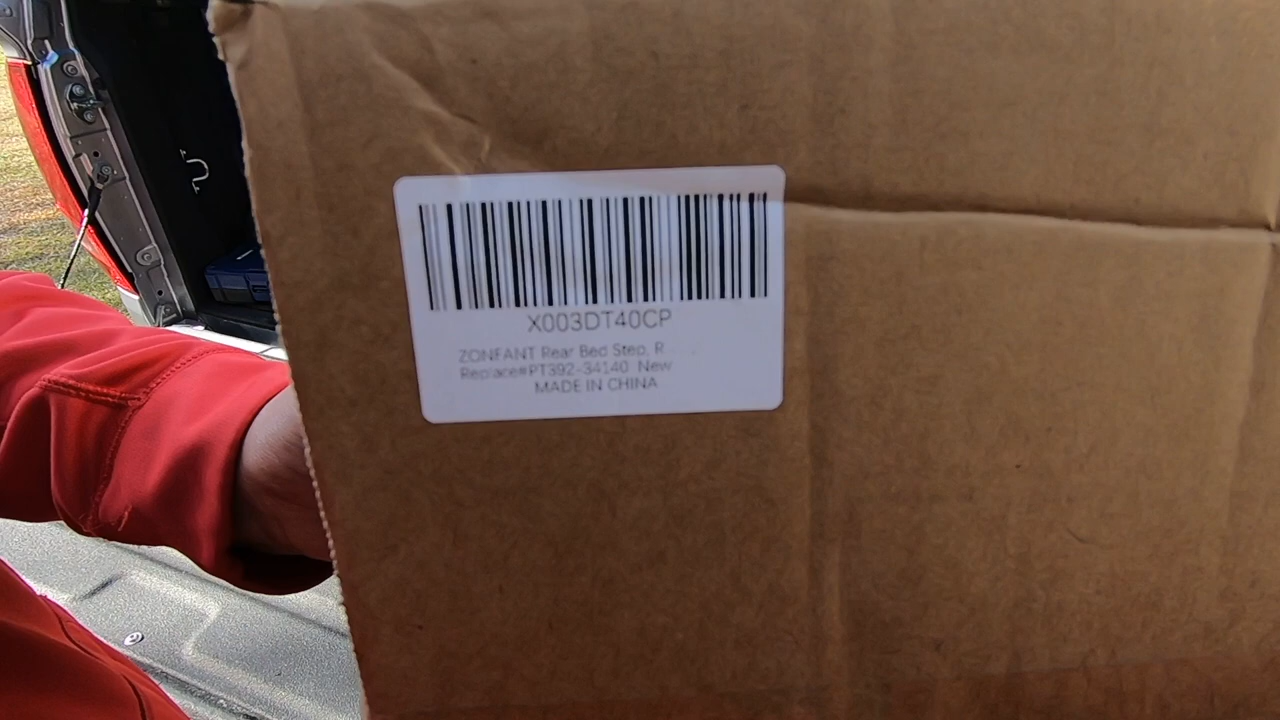 X003DT40CP
ZONFANT Rear Bed Step, R
Replace#PT392-34140 New
MADE IN CHINA